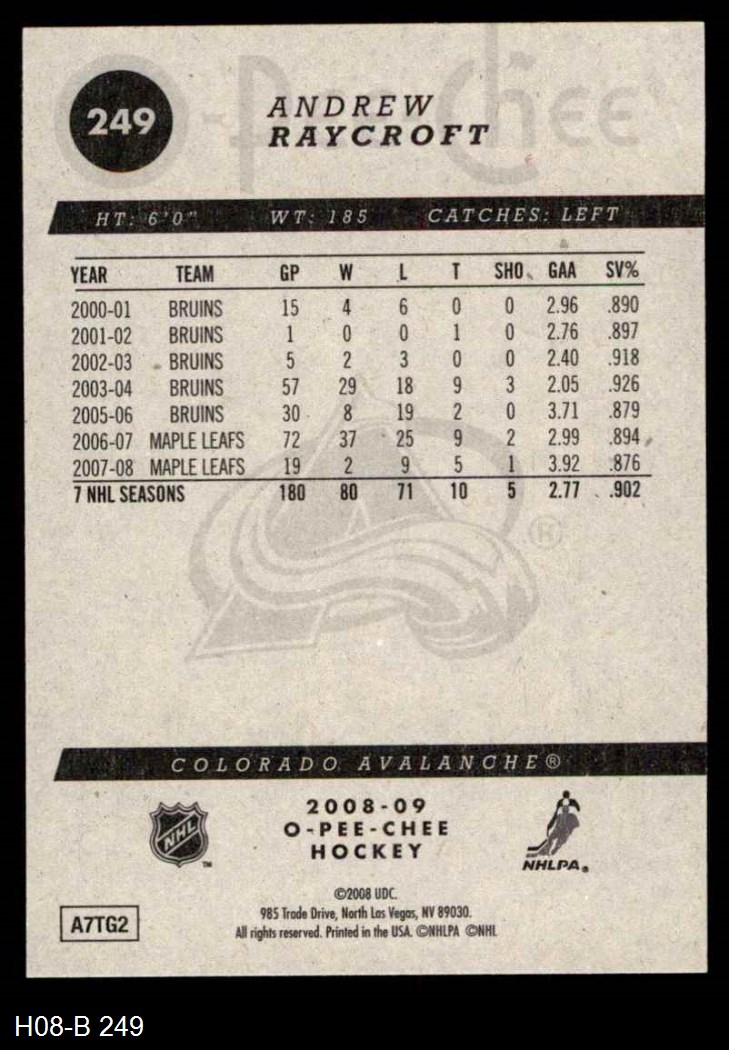 O-Pee-Chee®
249
ANDREW
RAYCROFT
HT: 6'0" WT: 185 CATCHES: LEFT
YEAR TEAM GP W L T SHO GAA SV%
2000-01 BRUINS 15 4 6 0 0 2.96 .890
2001-02 BRUINS 1 0 0 1 0 2.76 .897
2002-03 BRUINS 5 2 3 0 0 2.40 .918
2003-04 BRUINS 57 29 18 9 3 2.05 .926
2005-06 BRUINS 30 8 19 2 0 3.71 .879
2006-07 MAPLE LEAFS 72 37 25 9 2 2.99 .894
2007-08 MAPLE LEAFS 19 2 9 5 1 3.92 .876
7 NHL SEASONS 180 80 71 10 5 2.77 .902
®
COLORADO AVALANCHE®
2008-09
O-PEE-CHEE
HOCKEY
NHL
TM
NHLPA®
©2008 UDC.
985 Trade Drive, North Las Vegas, NV 89030.
All rights reserved. Printed in the USA. ©NHLPA ©NHL
A7TG2
H08-B 249